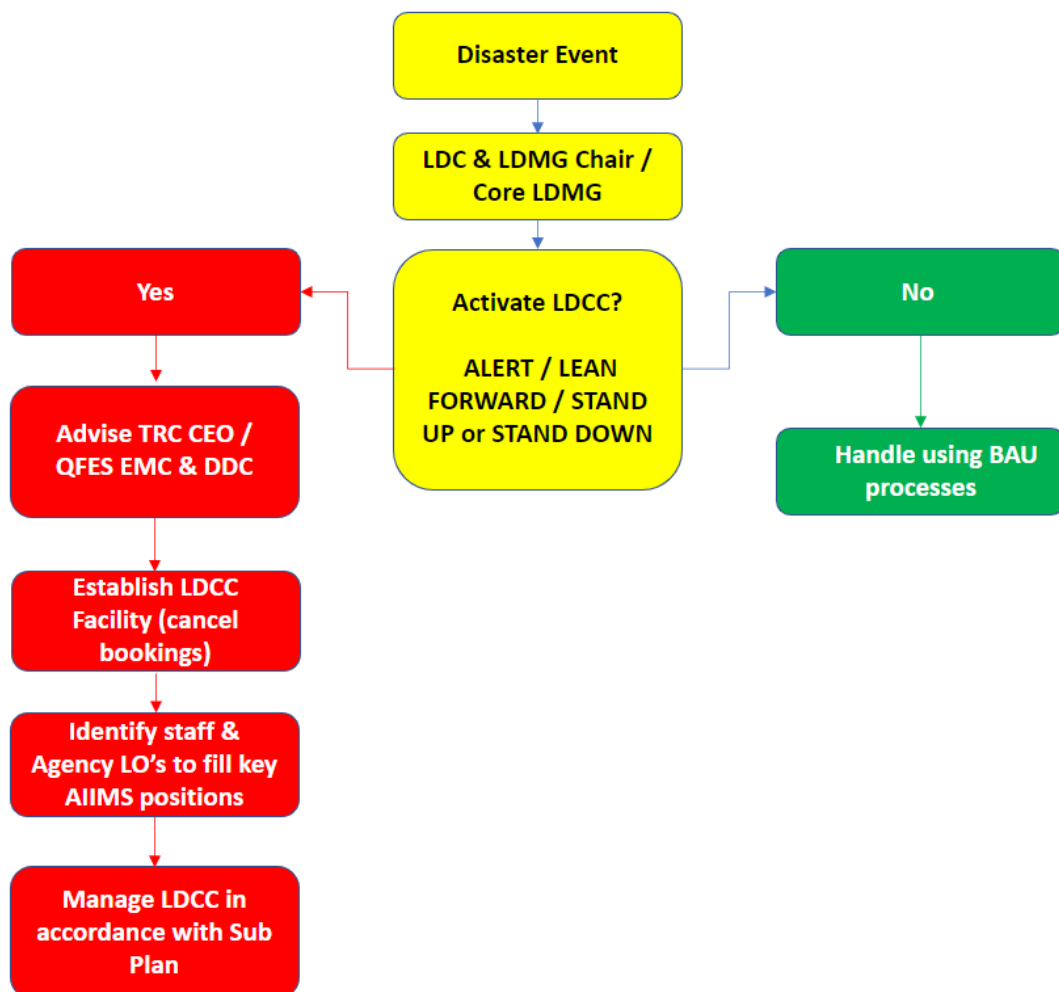 Disaster Event
LDC & LDMG Chair /
Core LDMG
Activate LDCC?
ALERT / LEAN
FORWARD / STAND
UP or STAND DOWN
Yes
Advise TRC CEO /
QFES EMC & DDC
Establish LDCC
Facility (cancel
bookings)
Identify staff &
Agency LO's to fill key
AIIMS positions
Manage LDCC in
accordance with Sub
Plan
No
Handle using BAU
processes